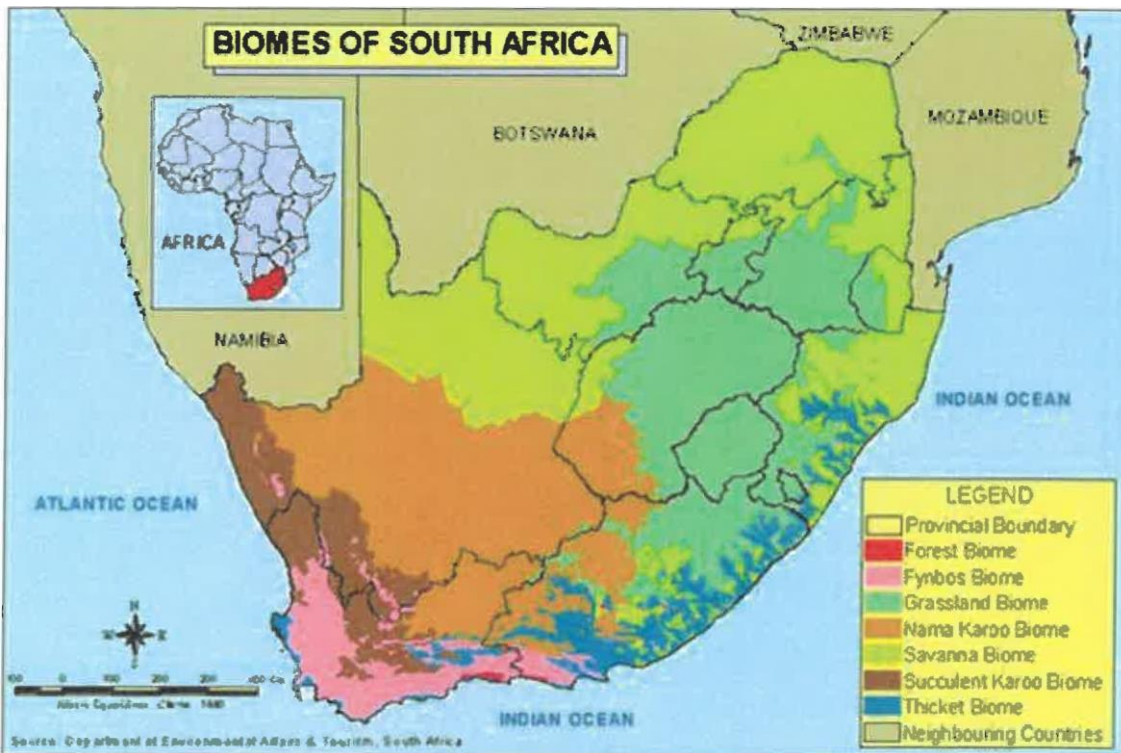 BIOMES OF SOUTH AFRICA
ZIMBABWE
MOZAMBIQUE
BOTSWANA
AFRICA
NAMIBIA
INDIAN OCEAN
ATLANTIC OCEAN
LEGEND
Provincial Boundary
Forest Biome
Fynbos Biome
Grassland Biome
Nama Karoo Biome
Savanna Biome
Succulent Karoo Biome
Thicket Biome
Neighbouring Countries
N
INDIAN OCEAN
Source: Department of Environmental Affairs & Tourism, South Africa